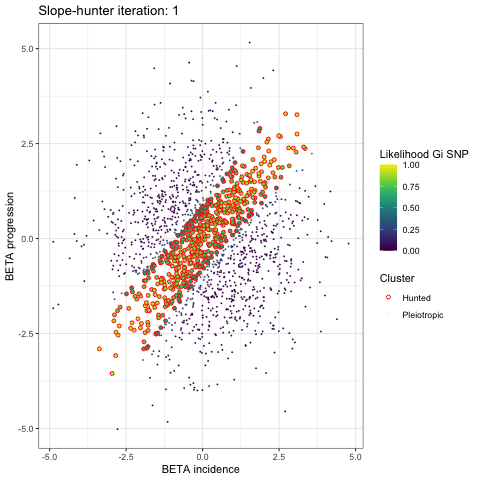 Slope-hunter iteration: 1
5.0
2.5
0.0
-2.5
-5.0
BETA progression
-5.0 -2.5 0.0 2.5 5.0
BETA incidence
Likelihood Gi SNP
1.00
0.75
0.50
0.25
0.00
Cluster
Hunted
Pleiotropic